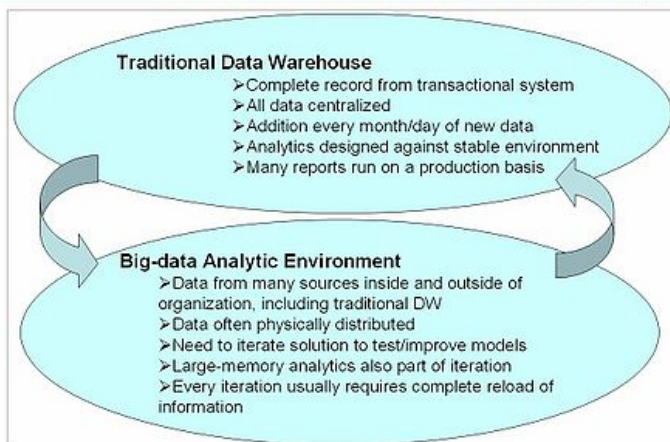 Traditional Data Warehouse
➢Complete record from transactional system
➢All data centralized
➢Addition every month/day of new data
➢Analytics designed against stable environment
➢Many reports run on a production basis
Big-data Analytic Environment
➢Data from many sources inside and outside of
organization, including traditional DW
➢Data often physically distributed
➢Need to iterate solution to test/improve models
➢Large-memory analytics also part of iteration
➢Every iteration usually requires complete reload of
information